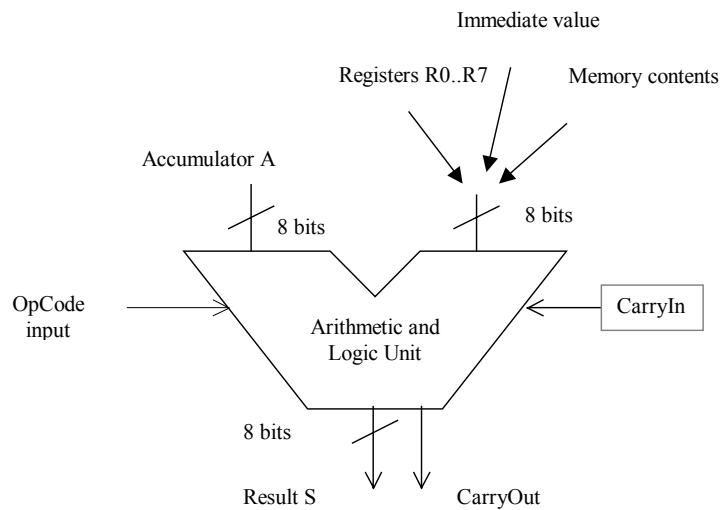 Immediate value
Registers R0..R7
Memory contents
Accumulator A
8 bits
8 bits
OpCode
input
CarryIn
Arithmetic and
Logic Unit
8 bits
Result S
CarryOut